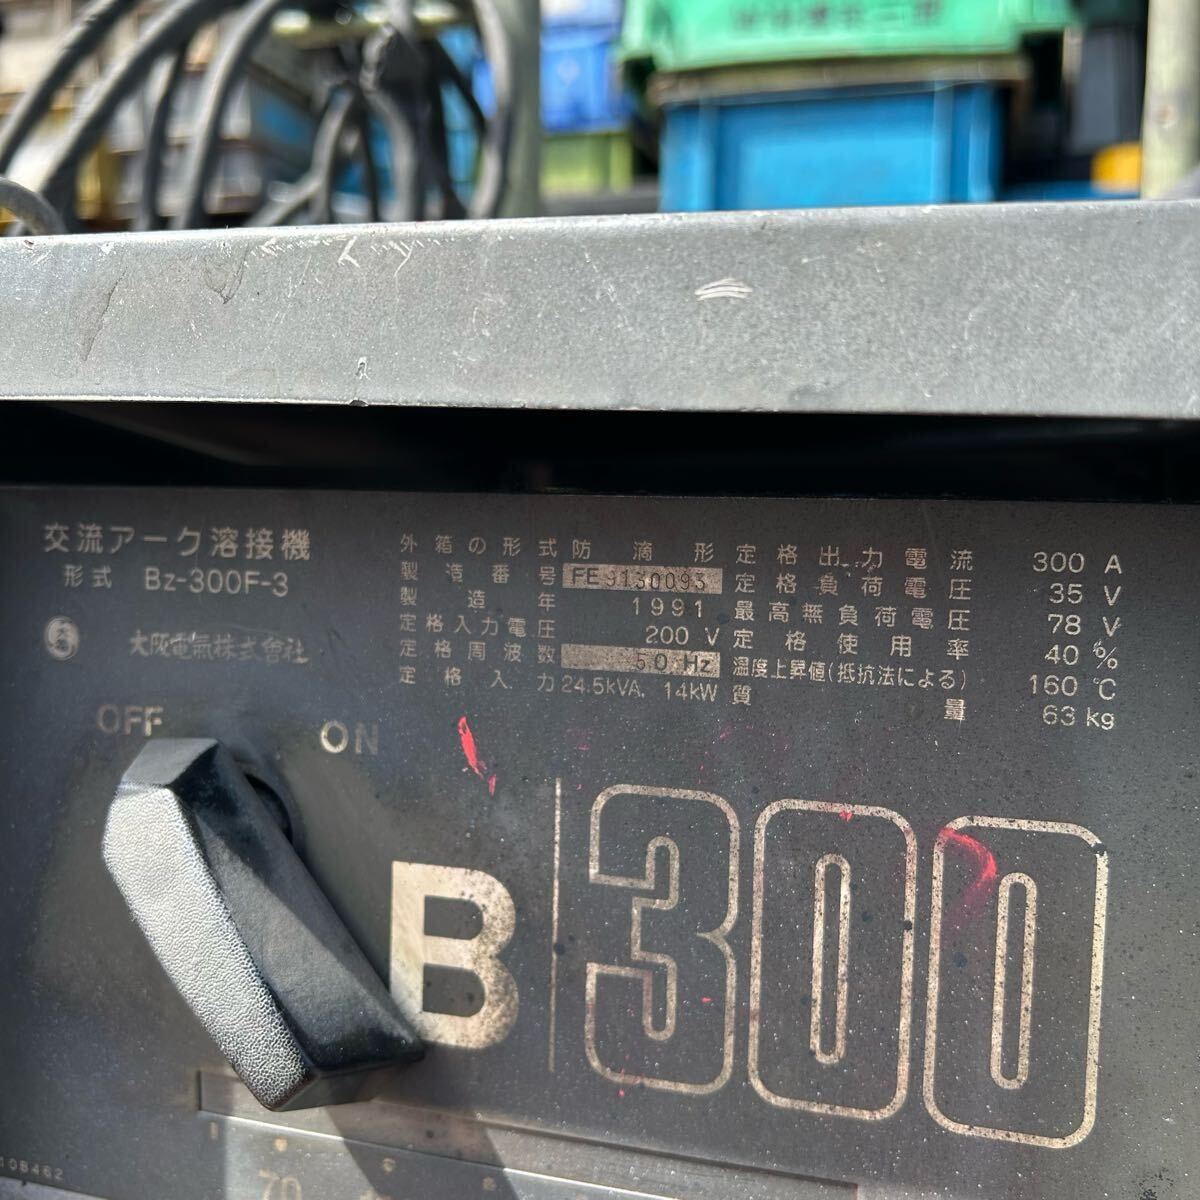 交流アーク溶接機
形式 Bz-300F-3
大阪電氣株式會社
外箱の形式 防滴形
製造番号 FE9130093
製造年 1991
定格入力電圧 200 V
定格周波数 50 Hz
定格入力 24.5kVA, 14kW
定格出力電流 300 A
定格負荷電圧 35 V
最高無負荷電圧 78 V
定格使用率 40 %
温度上昇値(抵抗法による) 160 ℃
質量 63 kg
OFF
ON
B 300
70
10B462